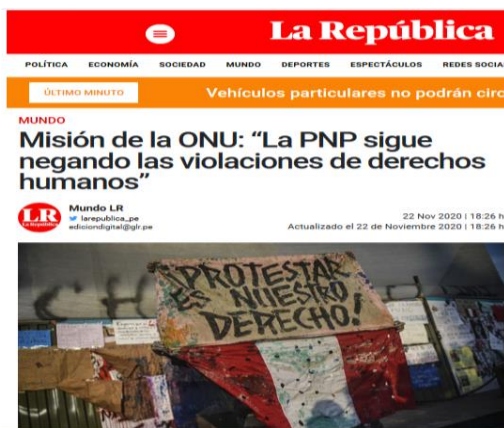 La República
POLÍTICA ECONOMÍA SOCIEDAD MUNDO DEPORTES ESPECTÁCULOS REDES SOCIA
ÚLTIMO MINUTO Vehículos particulares no podrán circ
MUNDO
Misión de la ONU: “La PNP sigue
negando las violaciones de derechos
humanos”
LR
La República
Mundo LR
larepublica_pe
ediciondigital@glr.pe
22 Nov 2020 | 18:26 h
Actualizado el 22 de Noviembre 2020 | 18:26 h
¡PROTESTAR
ES NUESTRO
DERECHO!